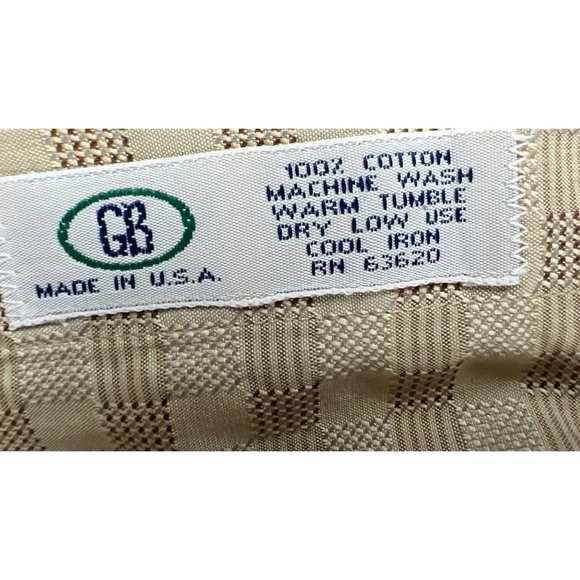 GB
MADE IN U.S.A.
100% COTTON
MACHINE WASH
WARM TUMBLE
DRY LOW USE
COOL IRON
RN 63620